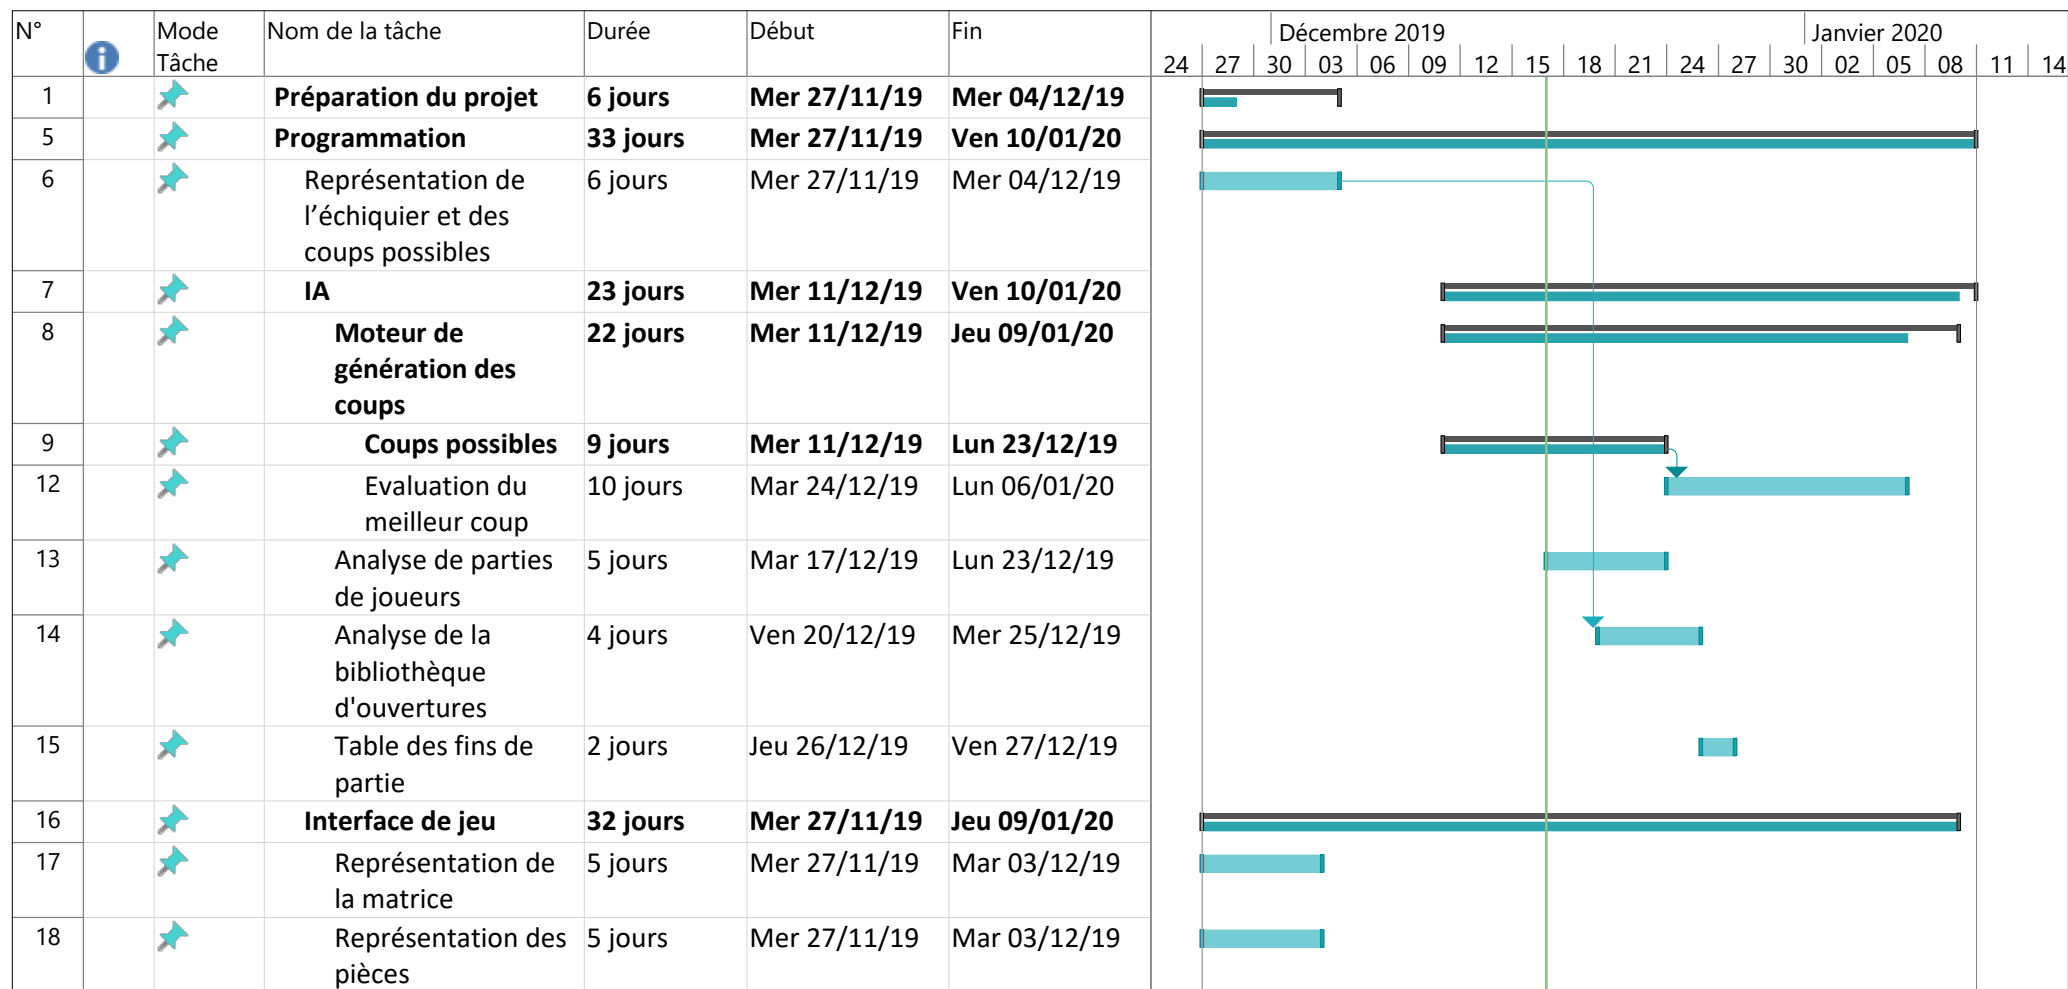 N° Mode Tâche Nom de la tâche Durée Début Fin
Décembre 2019 Janvier 2020
24 27 30 03 06 09 12 15 18 21 24 27 30 02 05 08 11 14
1 Préparation du projet 6 jours Mer 27/11/19 Mer 04/12/19
5 Programmation 33 jours Mer 27/11/19 Ven 10/01/20
6 Représentation de 6 jours Mer 27/11/19 Mer 04/12/19
l’échiquier et des
coups possibles
7 IA 23 jours Mer 11/12/19 Ven 10/01/20
8 Moteur de 22 jours Mer 11/12/19 Jeu 09/01/20
génération des
coups
9 Coups possibles 9 jours Mer 11/12/19 Lun 23/12/19
12 Evaluation du 10 jours Mar 24/12/19 Lun 06/01/20
meilleur coup
13 Analyse de parties 5 jours Mar 17/12/19 Lun 23/12/19
de joueurs
14 Analyse de la 4 jours Ven 20/12/19 Mer 25/12/19
bibliothèque
d'ouvertures
15 Table des fins de 2 jours Jeu 26/12/19 Ven 27/12/19
partie
16 Interface de jeu 32 jours Mer 27/11/19 Jeu 09/01/20
17 Représentation de 5 jours Mer 27/11/19 Mar 03/12/19
la matrice
18 Représentation des 5 jours Mer 27/11/19 Mar 03/12/19
pièces